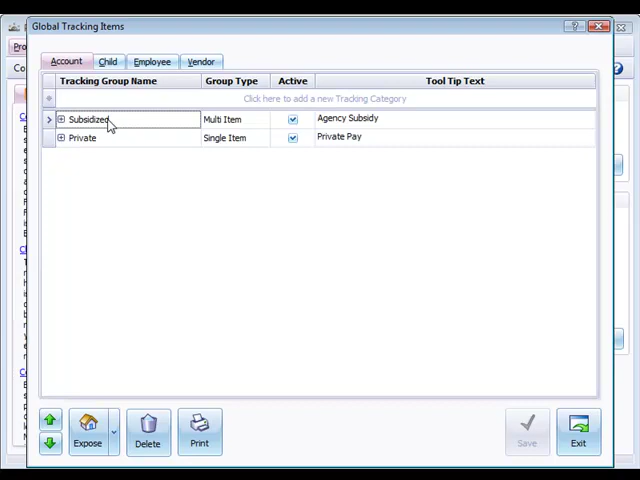 Global Tracking Items
Account Child Employee Vendor
Tracking Group Name Group Type Active Tool Tip Text
Click here to add a new Tracking Category
Subsidized Multi Item Agency Subsidy
Private Single Item Private Pay
Expose Delete Print Save Exit